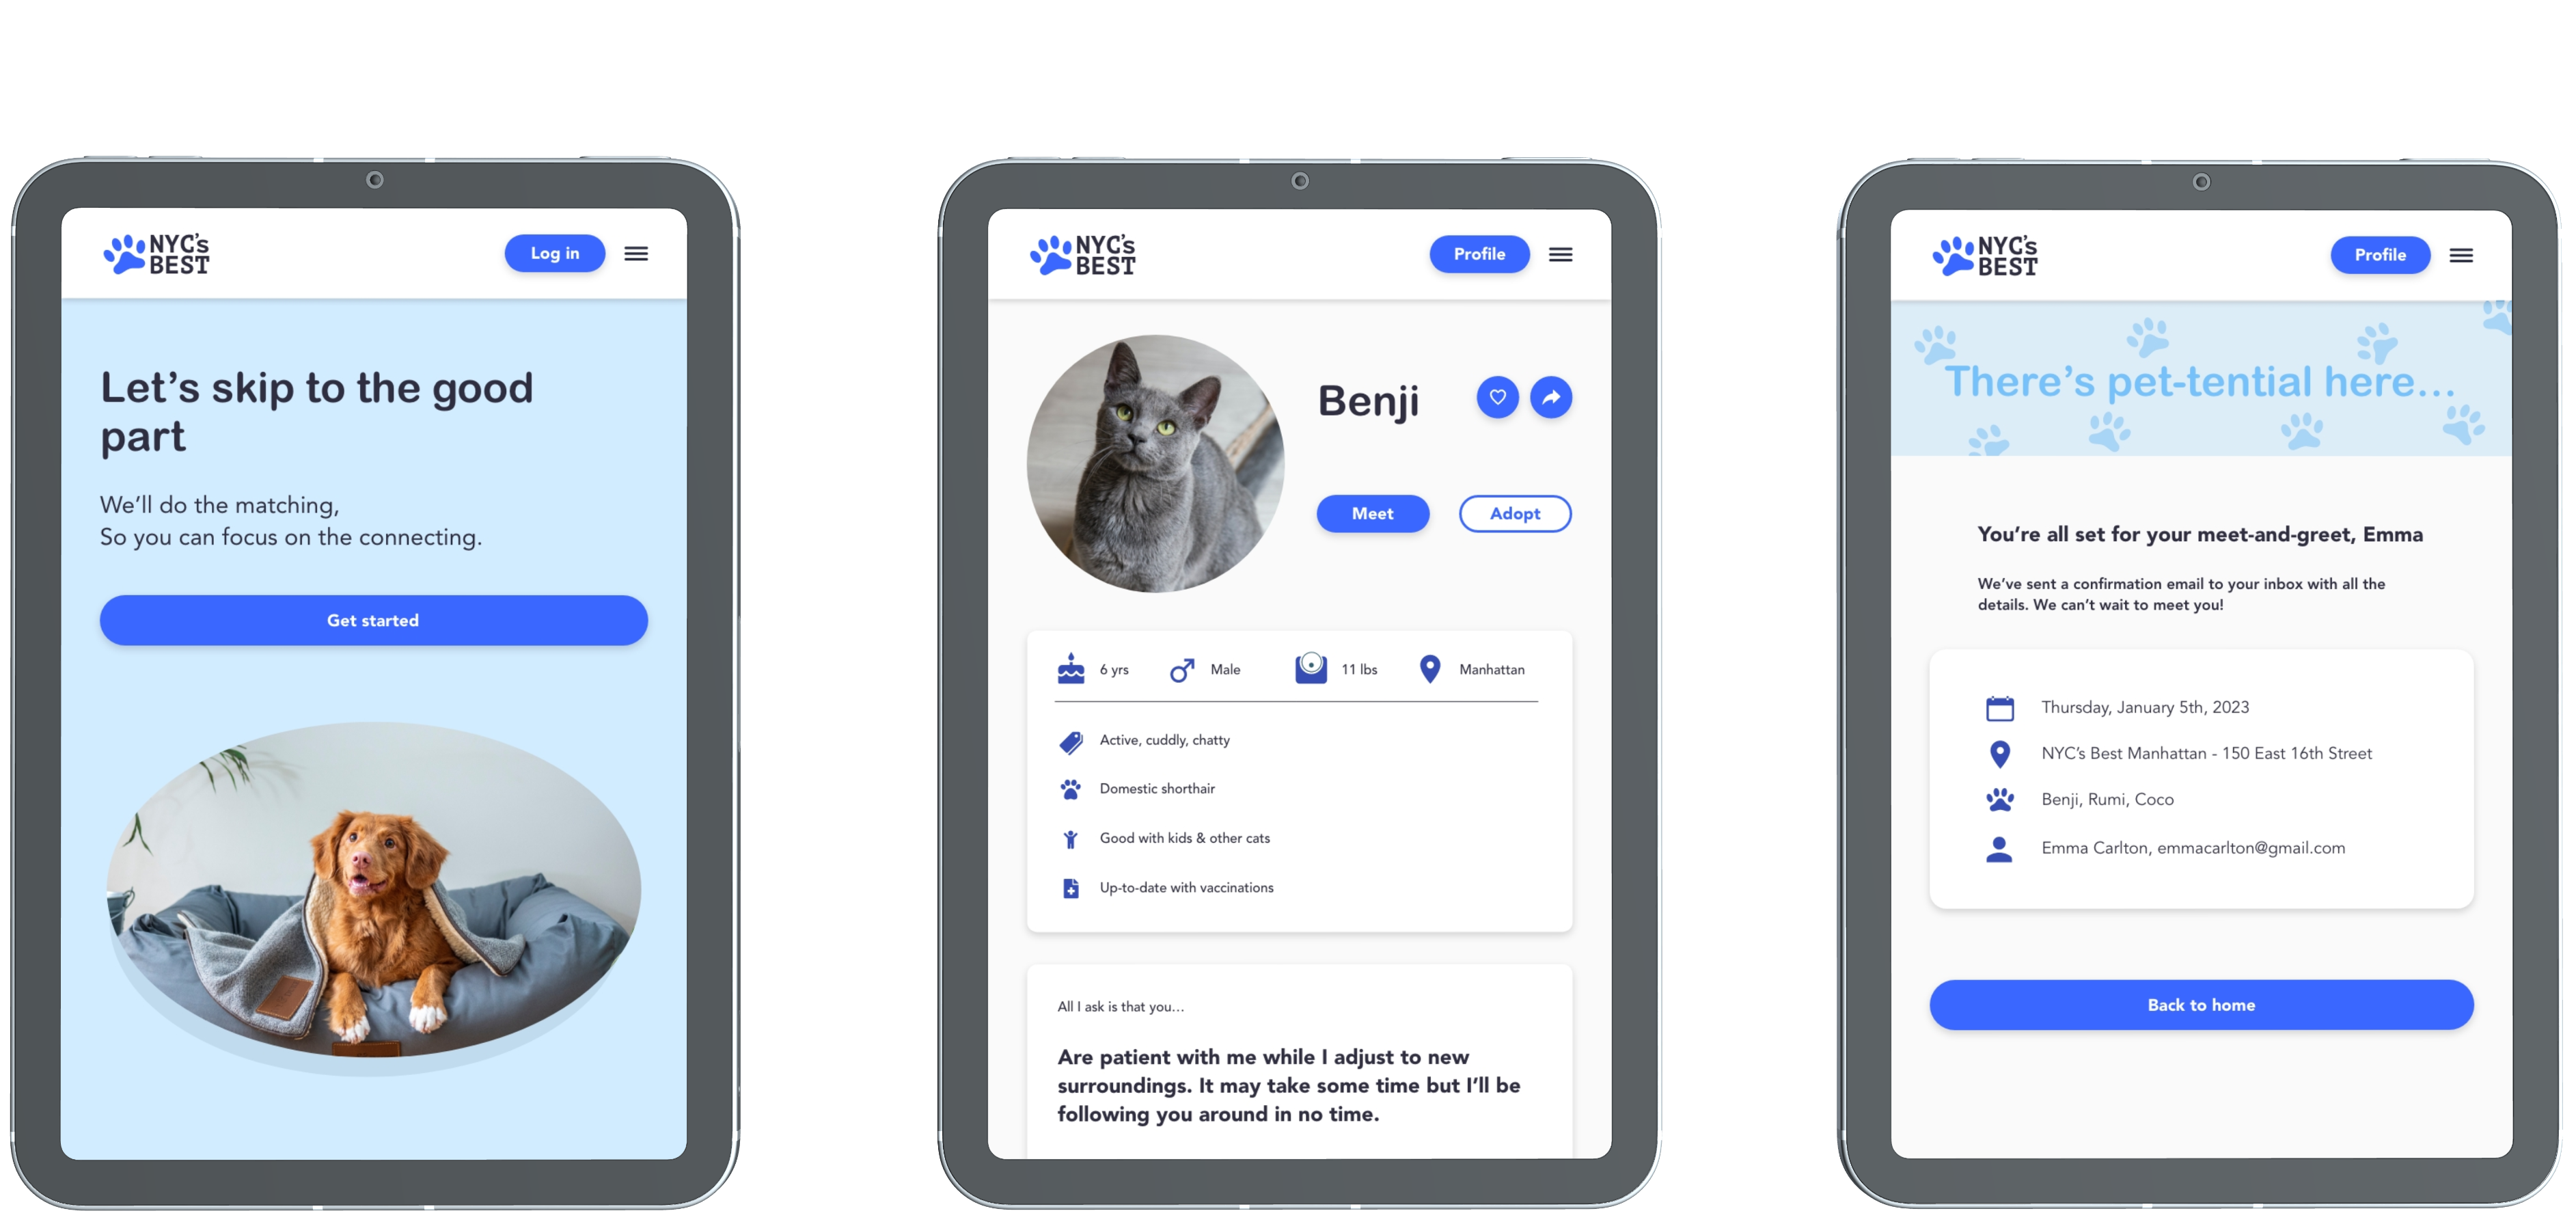 NYC's
BEST
Log in
Let's skip to the good
part
We'll do the matching,
So you can focus on the connecting.
Get started
NYC's
BEST
Profile
Benji
Meet
Adopt
6 yrs
Male
11 lbs
Manhattan
Active, cuddly, chatty
Domestic shorthair
Good with kids & other cats
Up-to-date with vaccinations
All I ask is that you...
Are patient with me while I adjust to new
surroundings. It may take some time but I'll be
following you around in no time.
NYC's
BEST
Profile
There's pet-tential here...
You're all set for your meet-and-greet, Emma
We've sent a confirmation email to your inbox with all the
details. We can't wait to meet you!
Thursday, January 5th, 2023
NYC's Best Manhattan - 150 East 16th Street
Benji, Rumi, Coco
Emma Carlton, emmacarlton@gmail.com
Back to home